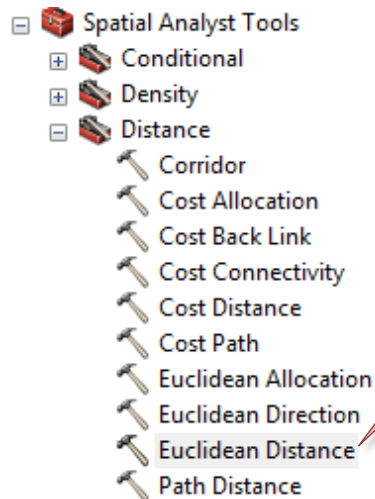 Spatial Analyst Tools
Conditional
Density
Distance
Corridor
Cost Allocation
Cost Back Link
Cost Connectivity
Cost Distance
Cost Path
Euclidean Allocation
Euclidean Direction
Euclidean Distance
Path Distance